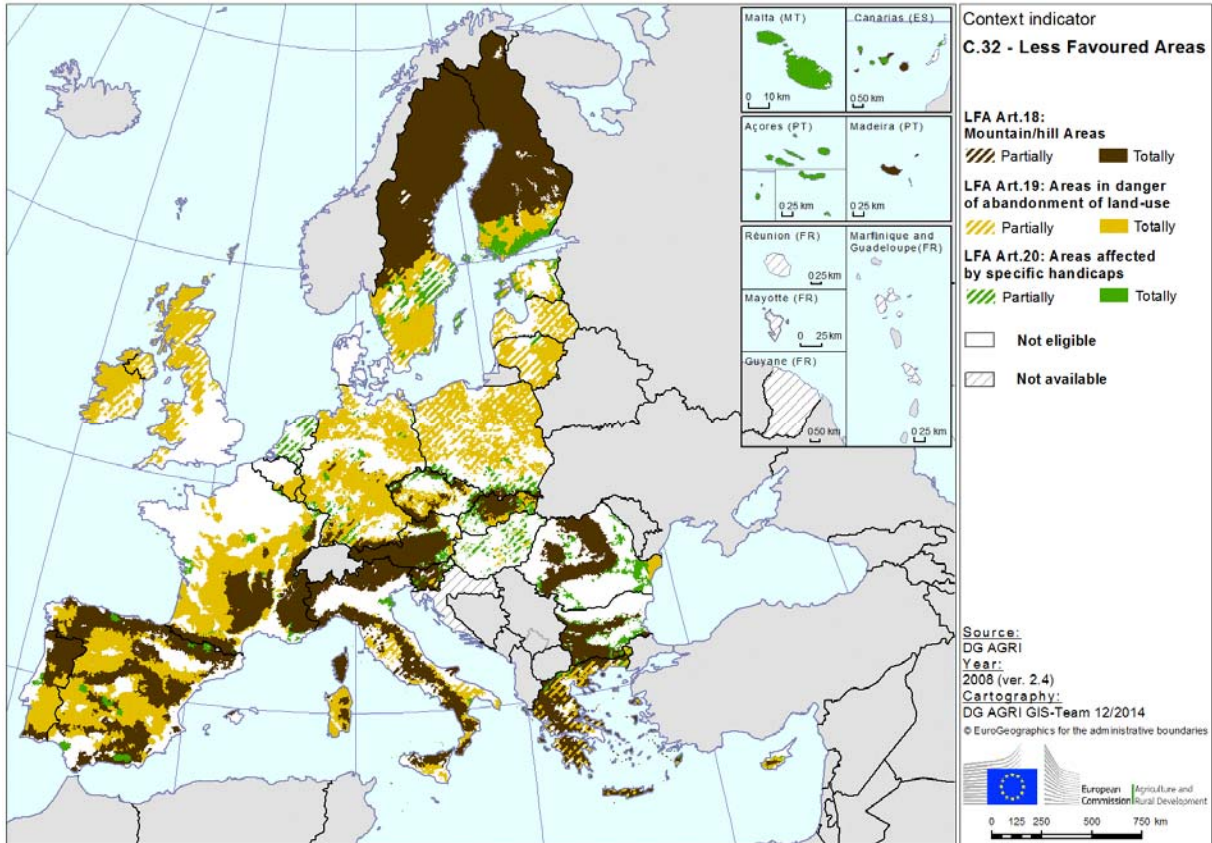 Malta (MT)
0 10 km
Canarias (ES)
0 50 km
Açores (PT)
0 25 km
Madeira (PT)
0 25 km
Réunion (FR)
0 25 km
Mayotte (FR)
0 25 km
Guyane (FR)
0 50 km
Martinique and
Guadeloupe(FR)
0 25 km
Context indicator
C.32 - Less Favoured Areas
LFA Art.18:
Mountain/hill Areas
Partially Totally
LFA Art.19: Areas in danger
of abandonment of land-use
Partially Totally
LFA Art.20: Areas affected
by specific handicaps
Partially Totally
Not eligible
Not available
Source:
DG AGRI
Year:
2008 (ver. 2.4)
Cartography:
DG AGRI GIS-Team 12/2014
© EuroGeographics for the administrative boundaries
European
Commission
Agriculture and
Rural Development
0 125 250 500 750 km